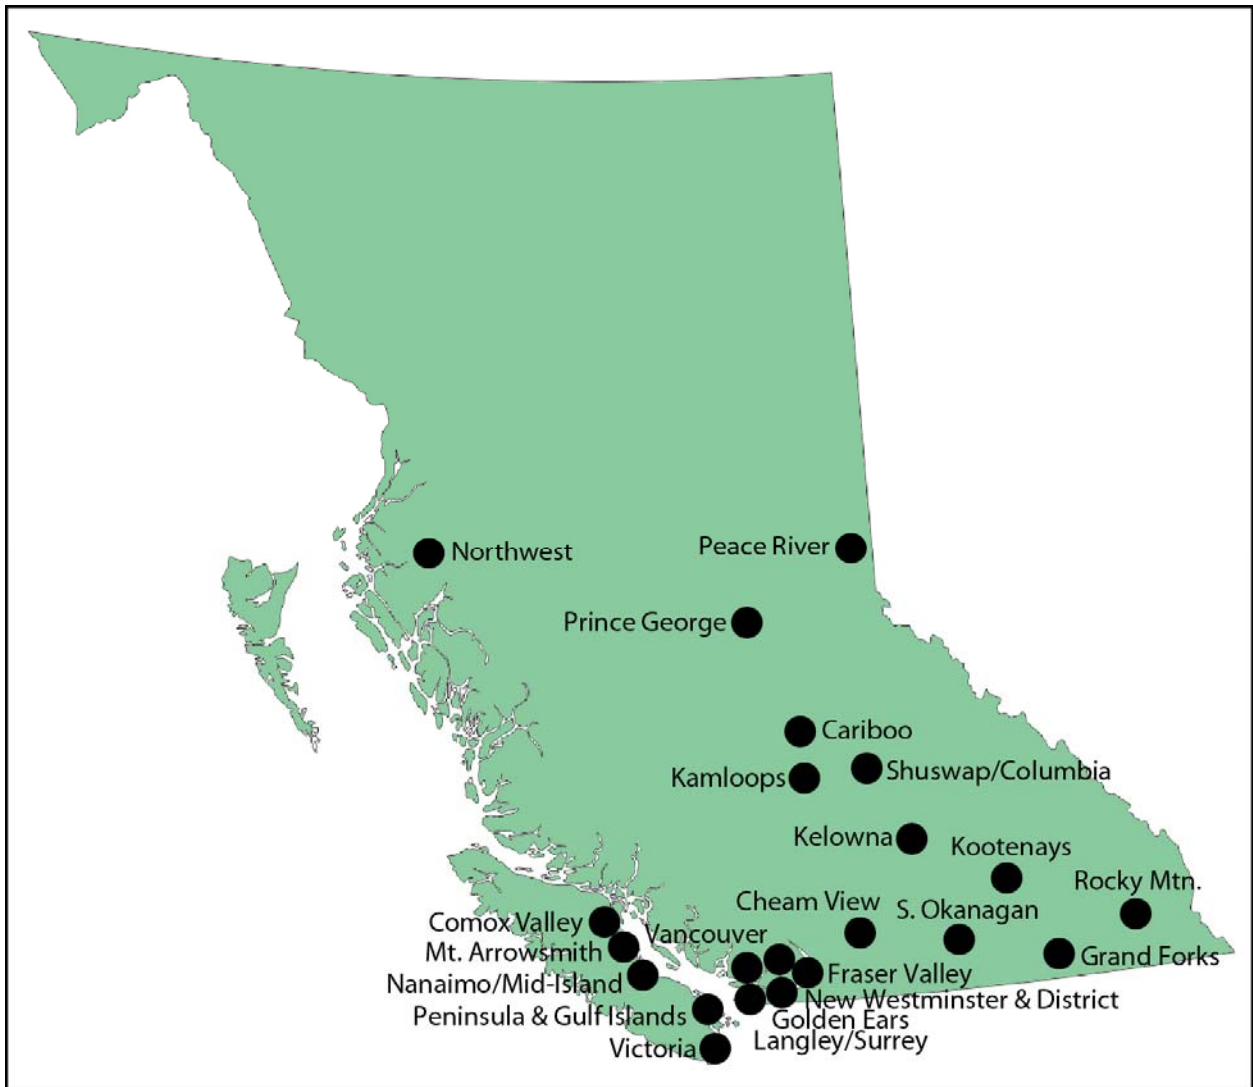 Northwest
Peace River
Prince George
Cariboo
Kamloops
Shuswap/Columbia
Kelowna
Kootenays
Rocky Mtn.
Cheam View
S. Okanagan
Comox Valley
Vancouver
Mt. Arrowsmith
Grand Forks
Fraser Valley
Nanaimo/Mid-Island
New Westminster & District
Peninsula & Gulf Islands
Golden Ears
Langley/Surrey
Victoria